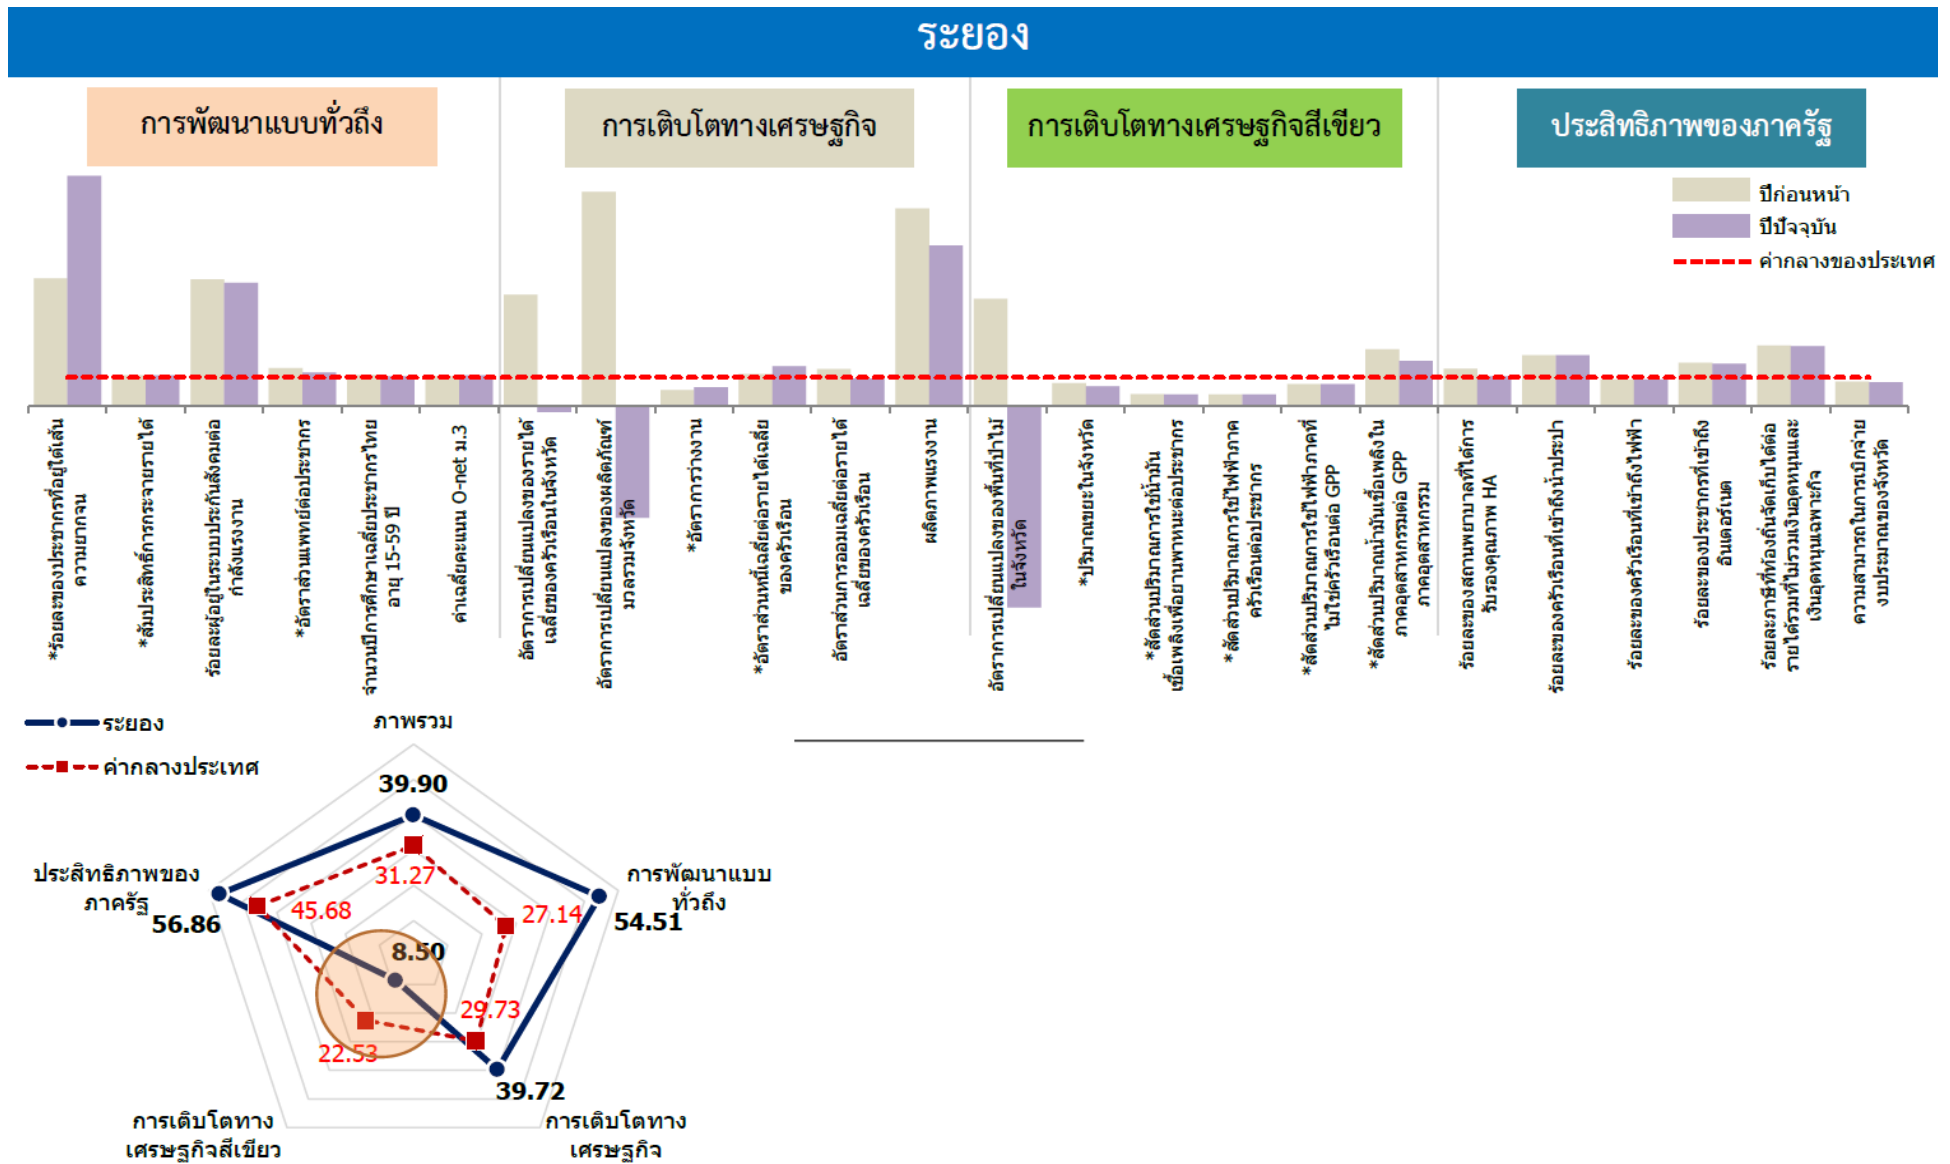 ระยอง
การพัฒนาแบบทั่วถึง
การเติบโตทางเศรษฐกิจ
การเติบโตทางเศรษฐกิจสีเขียว
ประสิทธิภาพของภาครัฐ
ปีก่อนหน้า
ปีปัจจุบัน
ค่ากลางของประเทศ
*ร้อยละของประชากรที่อยู่ใต้เส้น
ความยากจน
*สัมประสิทธิ์การกระจายรายได้
ร้อยละผู้อยู่ในระบบประกันสังคมต่อ
กำลังแรงงาน
*อัตราส่วนแพทย์ต่อประชากร
จำนวนปีการศึกษาเฉลี่ยประชากรไทย
อายุ 15-59 ปี
ค่าเฉลี่ยคะแนน O-net ม.3
อัตราการเปลี่ยนแปลงของรายได้
เฉลี่ยของครัวเรือนในจังหวัด
อัตราการเปลี่ยนแปลงของผลิตภัณฑ์
มวลรวมจังหวัด
*อัตราการว่างงาน
*อัตราส่วนหนี้เฉลี่ยต่อรายได้เฉลี่ย
ของครัวเรือน
อัตราส่วนการออมเฉลี่ยต่อรายได้
เฉลี่ยของครัวเรือน
ผลิตภาพแรงงาน
อัตราการเปลี่ยนแปลงของพื้นที่ป่าไม้
ในจังหวัด
*ปริมาณขยะในจังหวัด
*สัดส่วนปริมาณการใช้น้ำมัน
เชื้อเพลิงเพื่อยานพาหนะต่อประชากร
*สัดส่วนปริมาณการใช้ไฟฟ้าภาค
ครัวเรือนต่อประชากร
*สัดส่วนปริมาณการใช้ไฟฟ้าภาคที่
ไม่ใช่ครัวเรือนต่อ GPP
*สัดส่วนปริมาณน้ำมันเชื้อเพลิงใน
ภาคอุตสาหกรรมต่อ GPP
ภาคอุตสาหกรรม
ร้อยละของสถานพยาบาลที่ได้การ
รับรองคุณภาพ HA
ร้อยละของครัวเรือนที่เข้าถึงน้ำประปา
ร้อยละของครัวเรือนที่เข้าถึงไฟฟ้า
ร้อยละของประชากรที่เข้าถึง
อินเตอร์เนต
ร้อยละภาษีที่ท้องถิ่นจัดเก็บได้ต่อ
รายได้รวมที่ไม่รวมเงินอุดหนุนและ
เงินอุดหนุนเฉพาะกิจ
ความสามารถในการเบิกจ่าย
งบประมาณของจังหวัด
ระยอง
ค่ากลางประเทศ
ภาพรวม
39.90
31.27
การพัฒนาแบบ
ทั่วถึง
27.14
54.51
ประสิทธิภาพของ
ภาครัฐ
45.68
56.86
8.50
29.73
22.53
39.72
การเติบโตทาง
เศรษฐกิจสีเขียว
การเติบโตทาง
เศรษฐกิจ